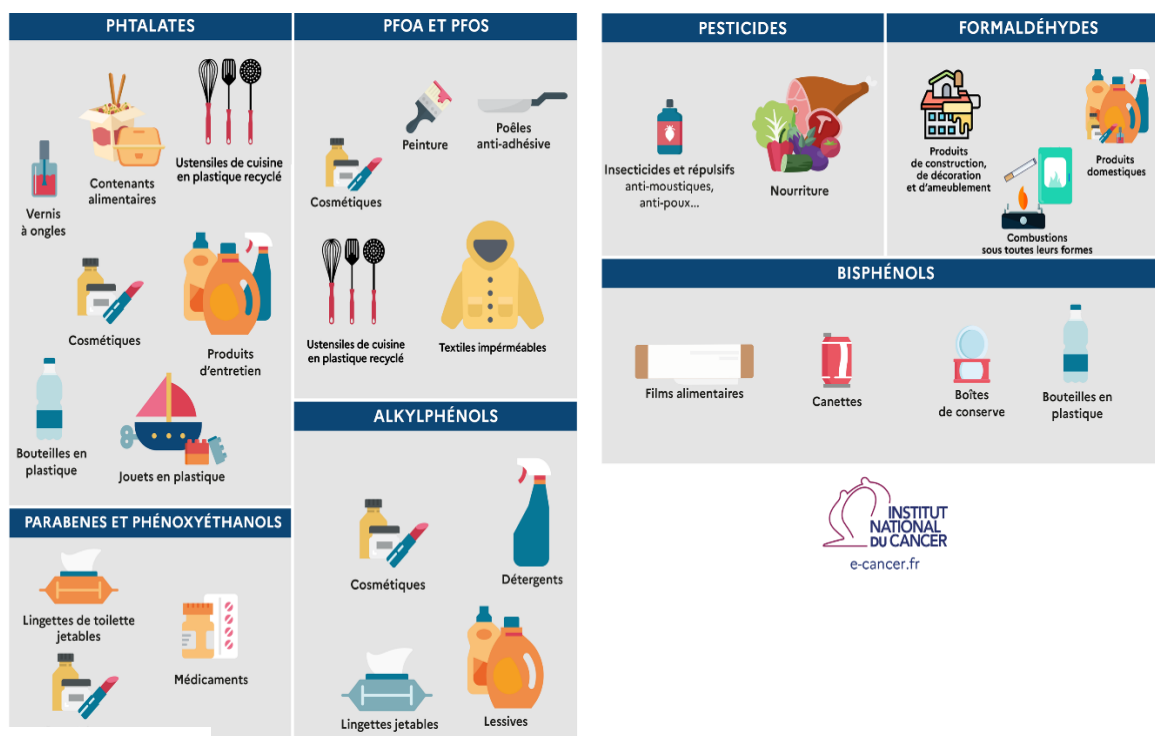 PHTALATES
Vernis
à ongles
Contenants
alimentaires
Ustensiles de cuisine
en plastique recyclé
Cosmétiques
Produits
d'entretien
Bouteilles en
plastique
Jouets en plastique
PARABENES ET PHÉNOXYÉTHANOLS
Lingettes de toilette
jetables
Médicaments
PFOA ET PFOS
Cosmétiques
Peinture
Poêles
anti-adhésive
Ustensiles de cuisine
en plastique recyclé
Textiles impérméables
ALKYLPHÉNOLS
Cosmétiques
Détergents
Lingettes jetables
Lessives
PESTICIDES
Insecticides et répulsifs
anti-moustiques,
anti-poux...
Nourriture
FORMALDÉHYDES
Produits
de construction,
de décoration
et d'ameublement
Produits
domestiques
Combustions
sous toutes leurs formes
BISPHÉNOLS
Films alimentaires
Canettes
Boîtes
de conserve
Bouteilles en
plastique
INSTITUT
NATIONAL
DU CANCER
e-cancer.fr